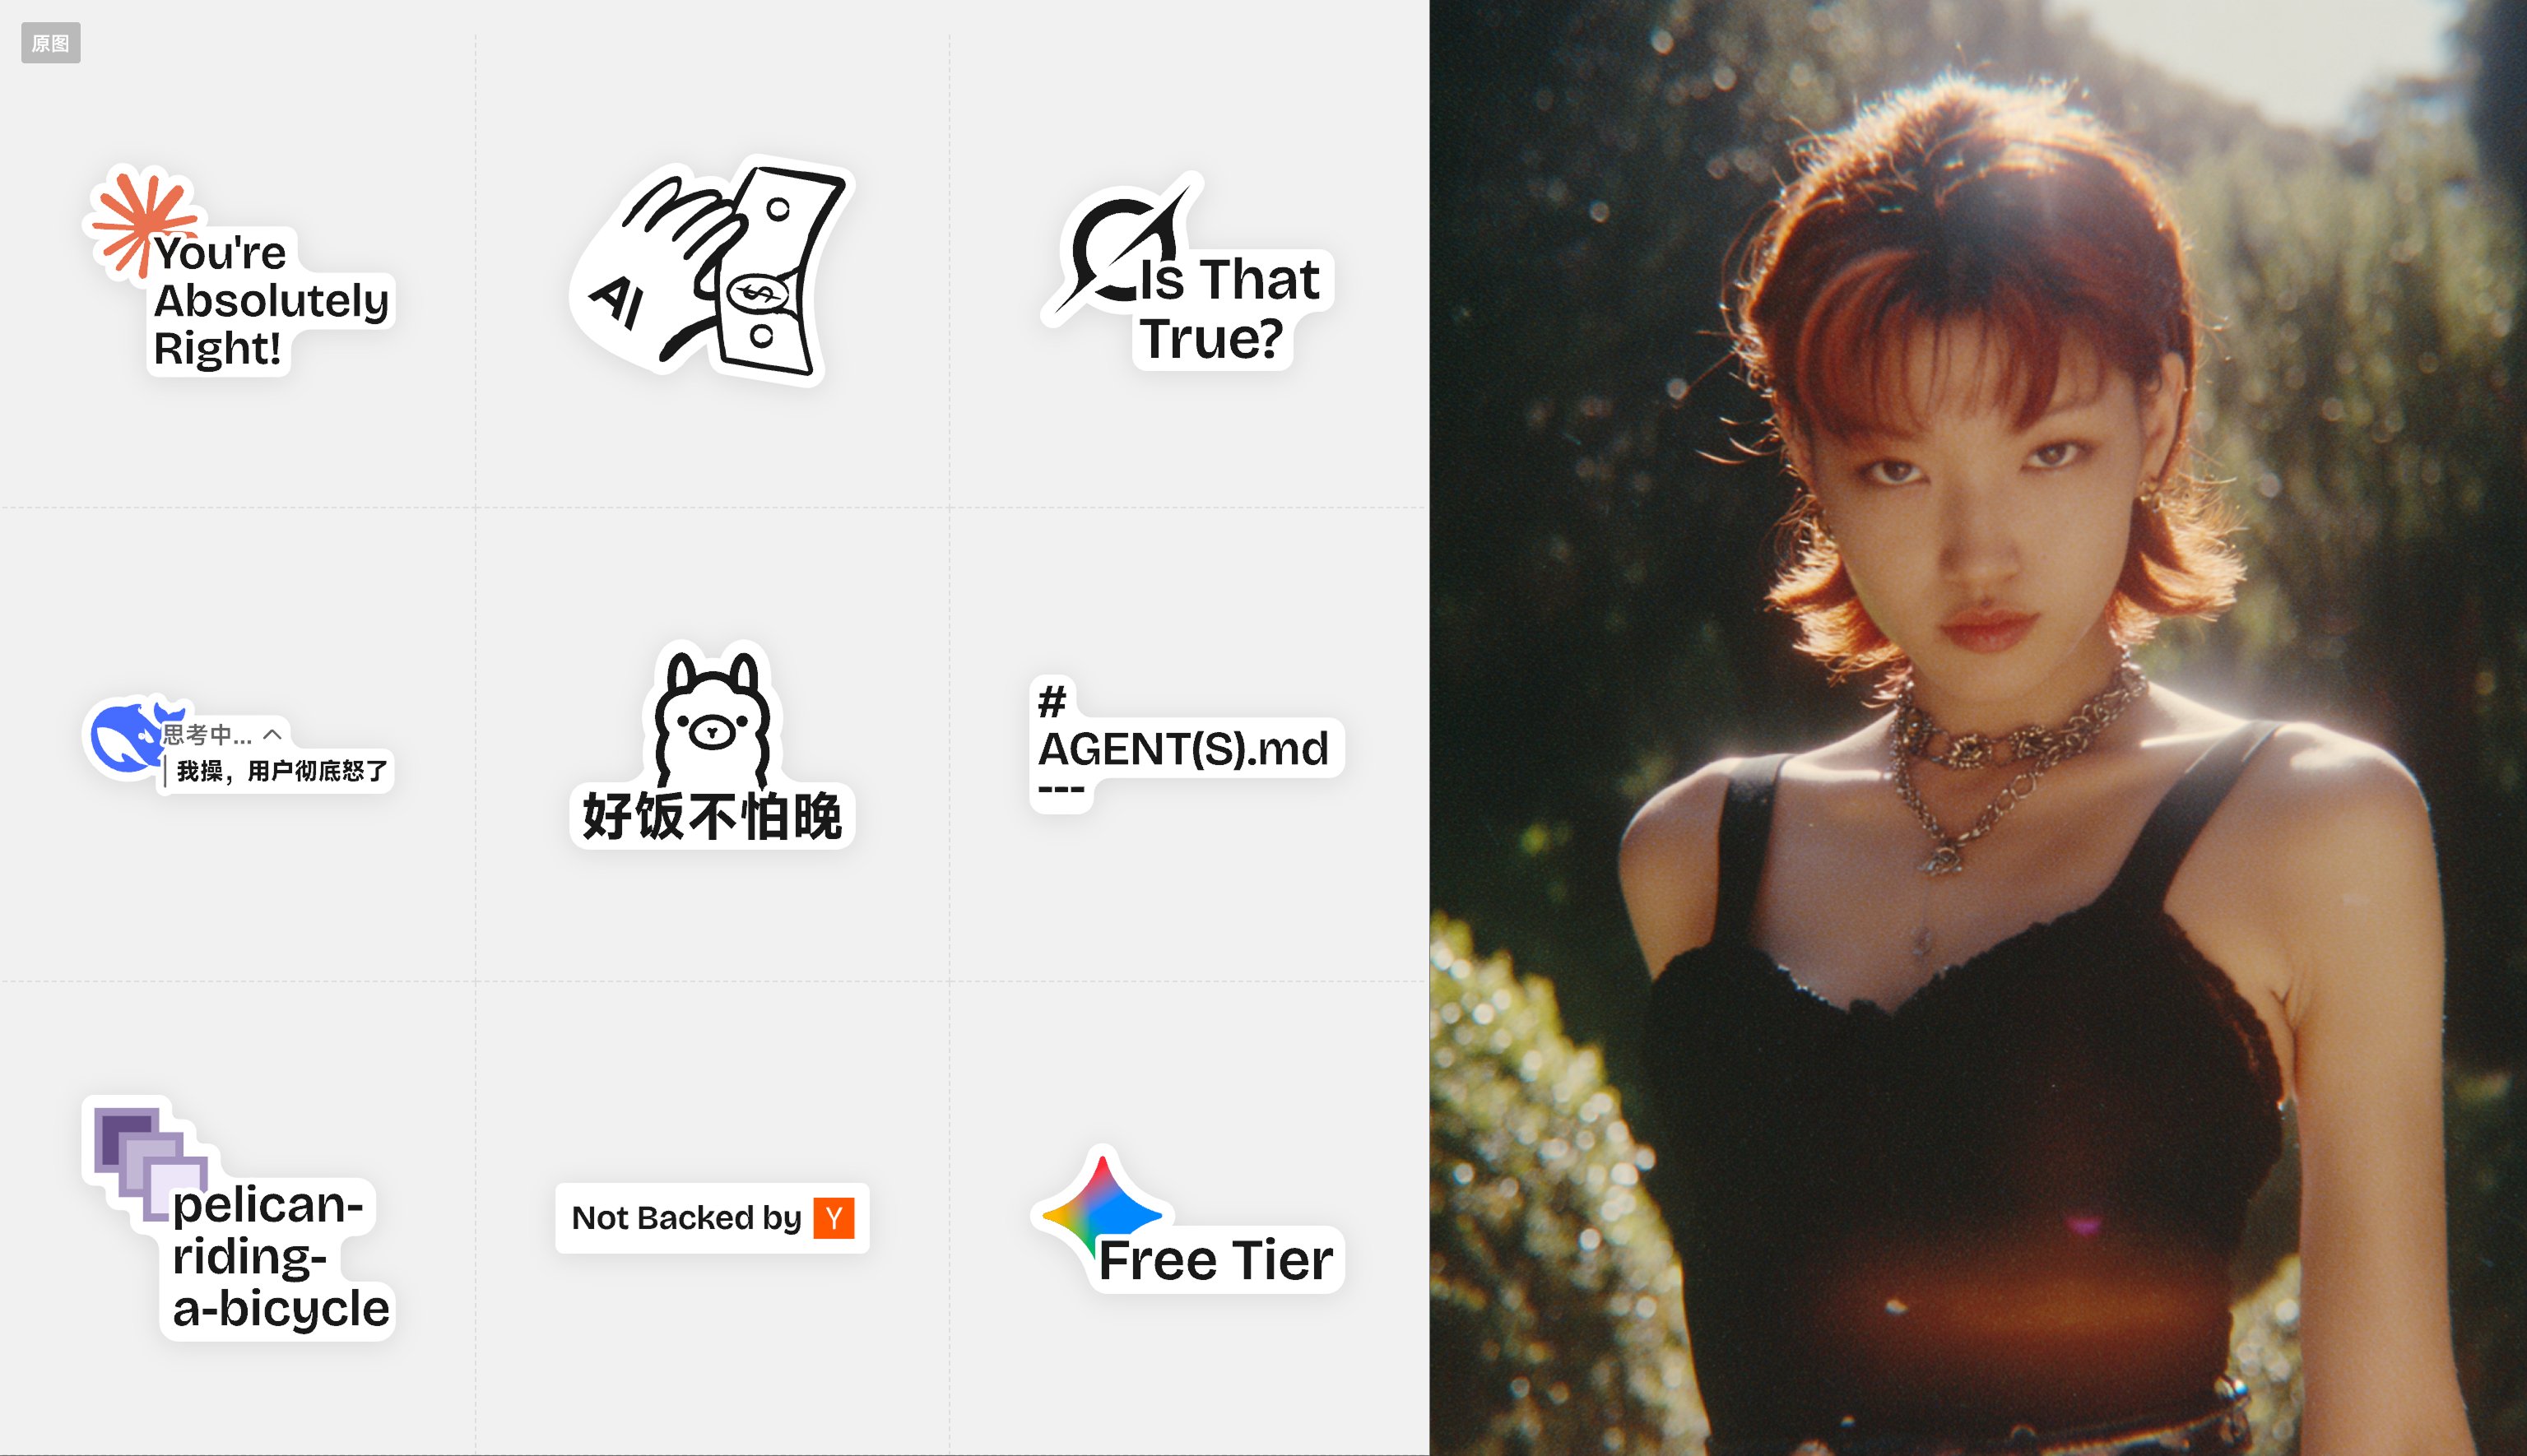 原图
You're
Absolutely
Right!
AI
$
Is That
True?
思考中...
我操，用户彻底怒了
好饭不怕晚
#
AGENT(S).md
---
pelican-
riding-
a-bicycle
Not Backed by Y
Free Tier